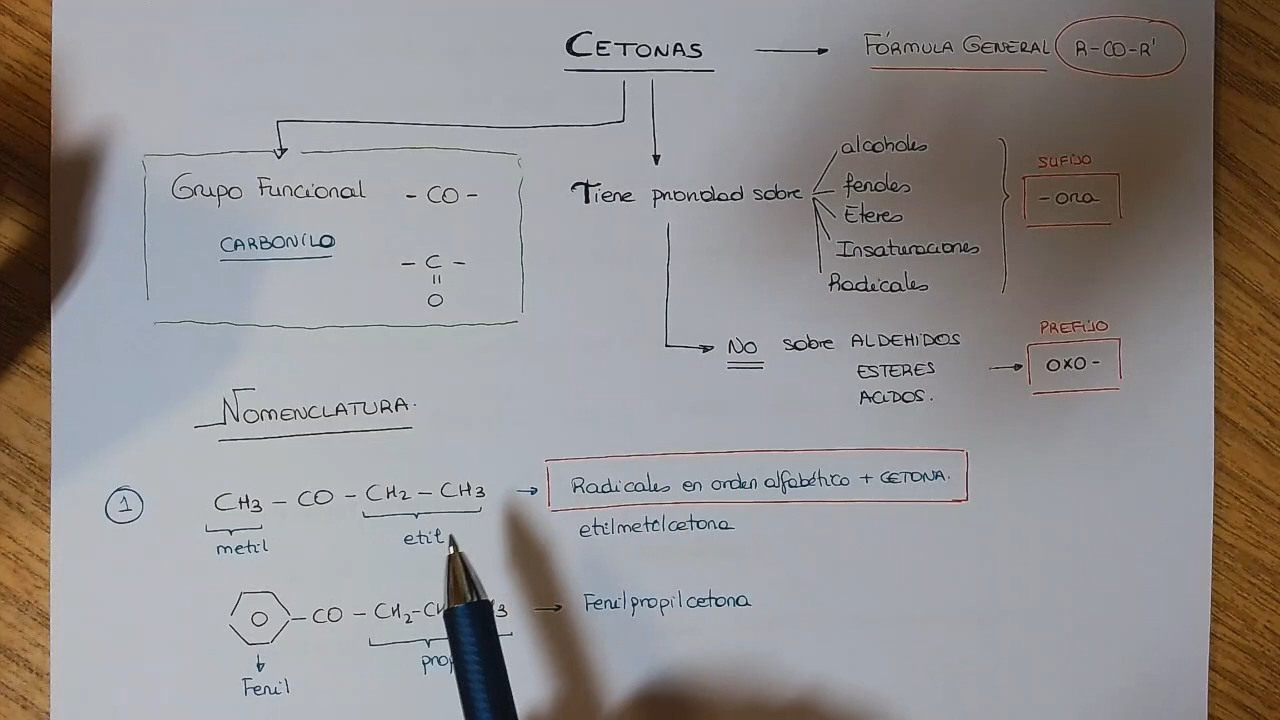 CETONAS → FÓRMULA GENERAL R-CO-R'
Grupo Funcional - CO -
CARBONILO
- C -
||
O
Tiene prioridad sobre
alcoholes
fenoles
Eteres
Insaturaciones
Radicales
SUFIJO
- ona
NO sobre ALDEHIDOS
ESTERES
ACIDOS.
→
PREFIJO
OXO -
NOMENCLATURA.
1 CH3 - CO - CH2 - CH3 → Radicales en orden alfabético + CETONA.
metil etil etilmetilcetona
O - CO - CH2-CH 3 → Fenilpropilcetona
Fenil